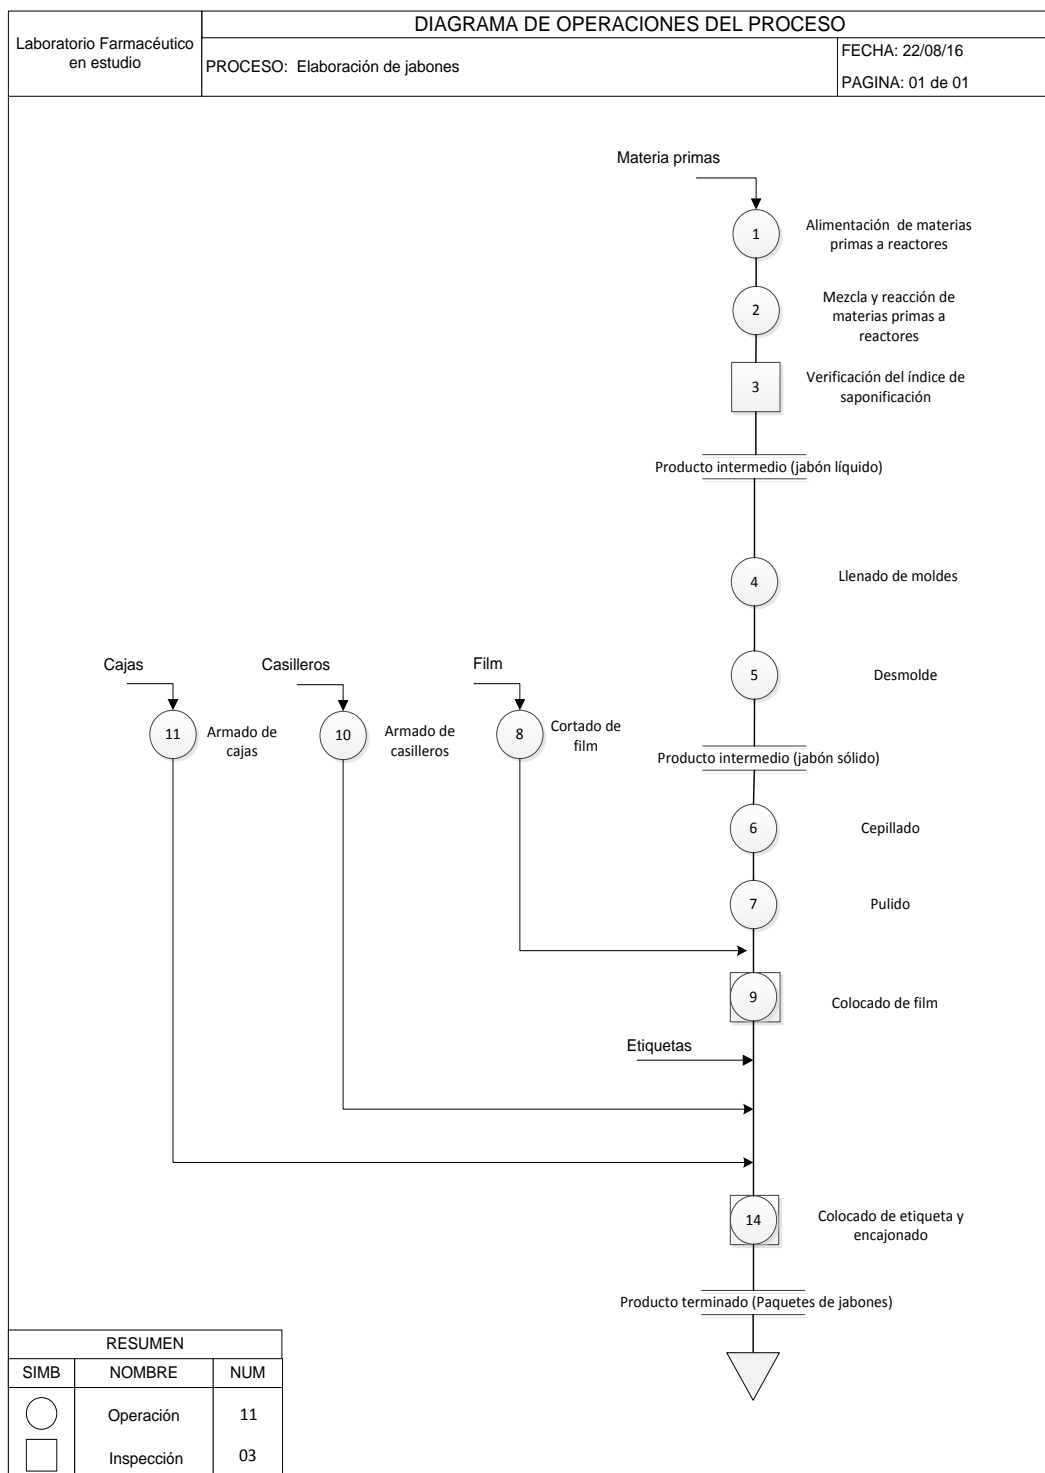 Laboratorio Farmacéutico
en estudio
DIAGRAMA DE OPERACIONES DEL PROCESO
PROCESO: Elaboración de jabones
FECHA: 22/08/16
PAGINA: 01 de 01
Materia primas
1
Alimentación de materias
primas a reactores
2
Mezcla y reacción de
materias primas a
reactores
3
Verificación del índice de
saponificación
Producto intermedio (jabón líquido)
4
Llenado de moldes
5
Desmolde
Cajas
Casilleros
Film
11
Armado de
cajas
10
Armado de
casilleros
8
Cortado de
film
Producto intermedio (jabón sólido)
6
Cepillado
7
Pulido
9
Colocado de film
Etiquetas
14
Colocado de etiqueta y
encajonado
Producto terminado (Paquetes de jabones)
RESUMEN
SIMB NOMBRE NUM
Operación 11
Inspección 03